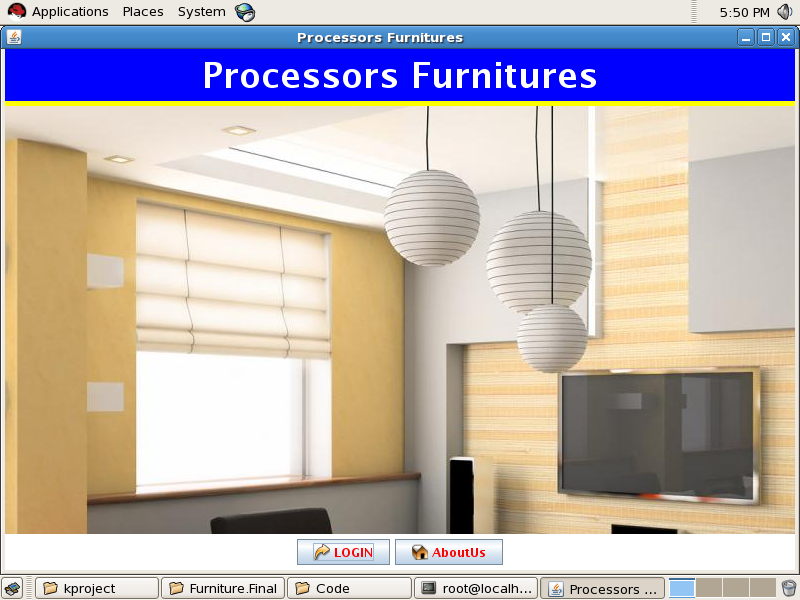 Applications Places System 5:50 PM
Processors Furnitures
Processors Furnitures
LOGIN AboutUs
kproject Furniture.Final Code root@localh... Processors ...